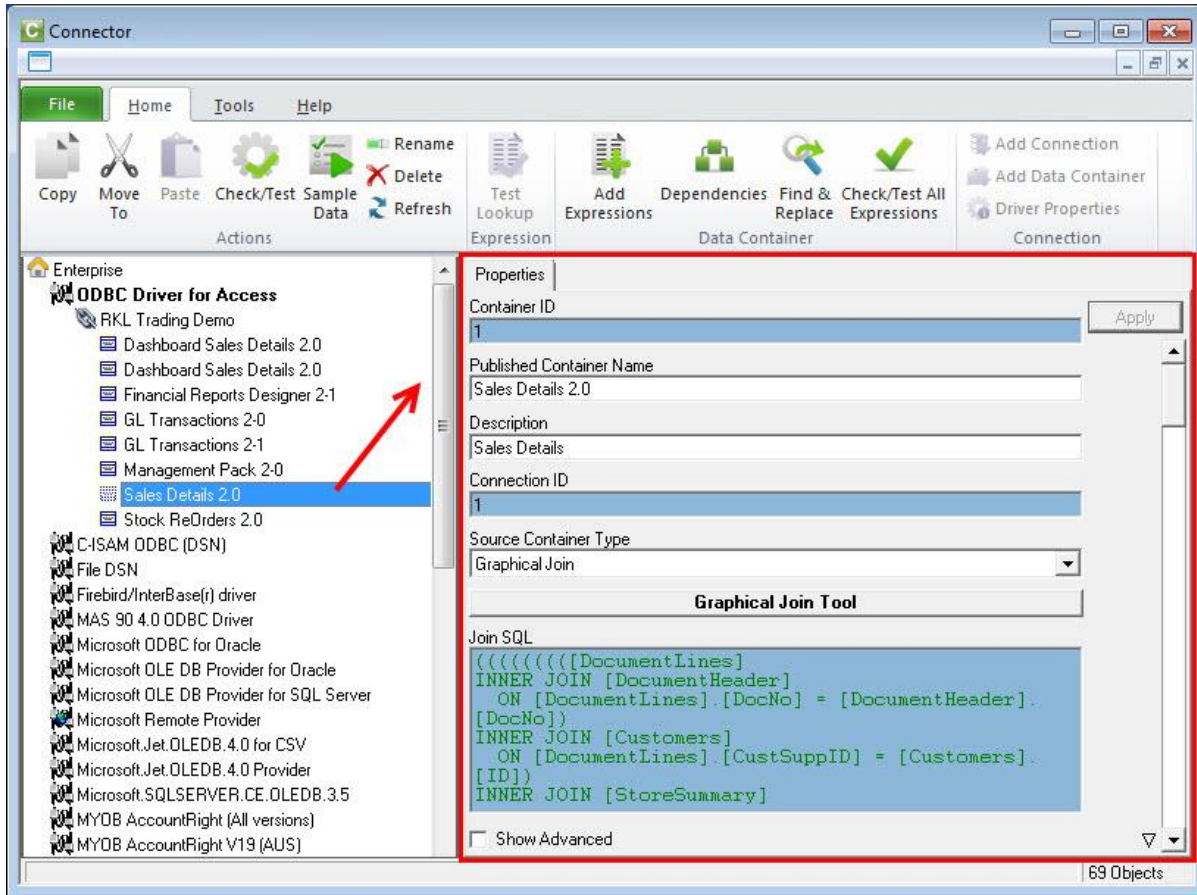 Connector
File
Home
Tools
Help
Copy
Move To
Paste
Check/Test
Sample Data
Rename
Delete
Refresh
Actions
Test Lookup
Expression
Add Expressions
Dependencies
Find & Replace
Check/Test All Expressions
Data Container
Add Connection
Add Data Container
Driver Properties
Connection
Enterprise
ODBC Driver for Access
RKL Trading Demo
Dashboard Sales Details 2.0
Dashboard Sales Details 2.0
Financial Reports Designer 2-1
GL Transactions 2-0
GL Transactions 2-1
Management Pack 2-0
Sales Details 2.0
Stock ReOrders 2.0
C-ISAM ODBC (DSN)
File DSN
Firebird/InterBase(r) driver
MAS 90 4.0 ODBC Driver
Microsoft ODBC for Oracle
Microsoft OLE DB Provider for Oracle
Microsoft OLE DB Provider for SQL Server
Microsoft Remote Provider
Microsoft.Jet.OLEDB.4.0 for CSV
Microsoft.Jet.OLEDB.4.0 Provider
Microsoft.SQLSERVER.CE.OLEDB.3.5
MYOB AccountRight (All versions)
MYOB AccountRight V19 (AUS)
Properties
Container ID
1
Apply
Published Container Name
Sales Details 2.0
Description
Sales Details
Connection ID
1
Source Container Type
Graphical Join
Graphical Join Tool
Join SQL
((((((((([DocumentLines]
INNER JOIN [DocumentHeader]
ON [DocumentLines].[DocNo] = [DocumentHeader].
[DocNo])
INNER JOIN [Customers]
ON [DocumentLines].[CustSuppID] = [Customers].
[ID])
INNER JOIN [StoreSummary]
Show Advanced
69 Objects